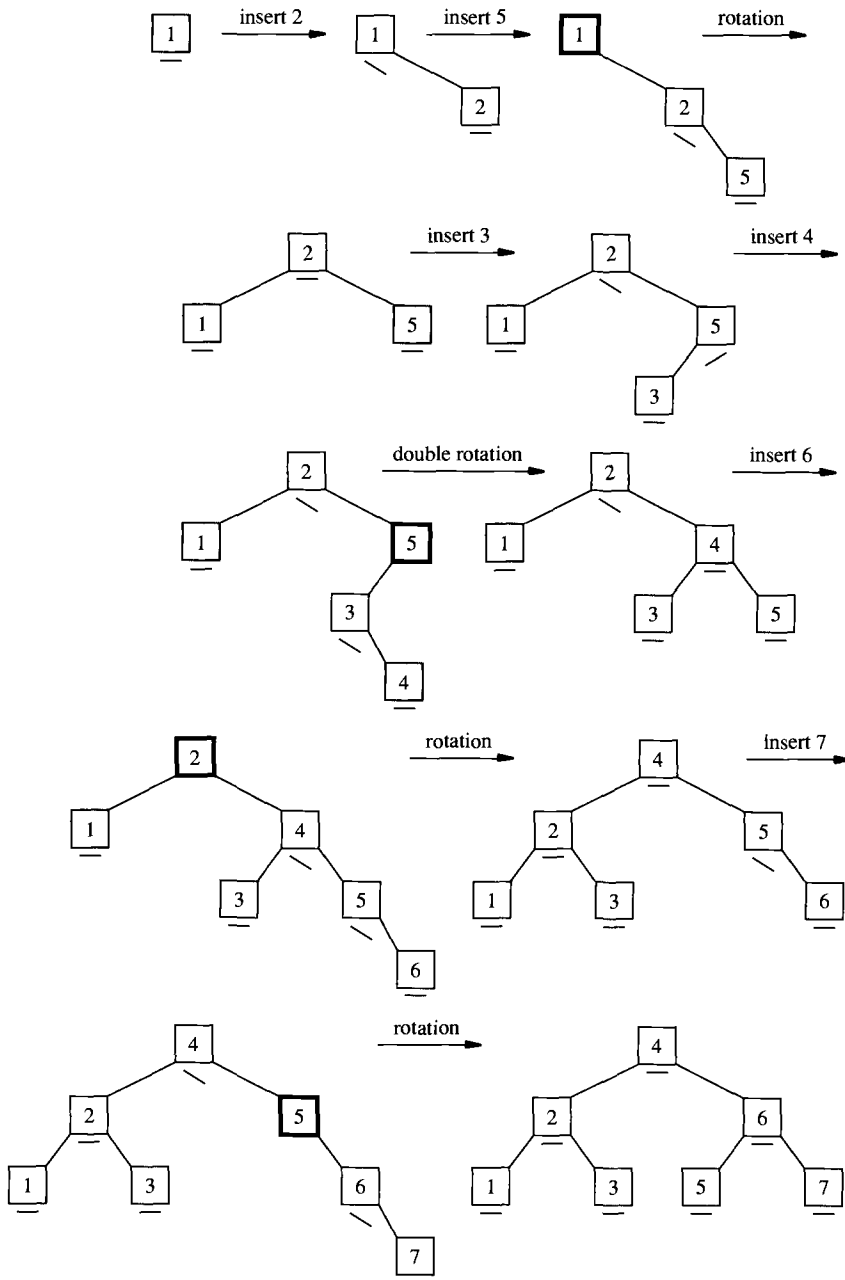 1 insert 2 1 insert 5 1 rotation
2 2
5
2 insert 3 2 insert 4
1 5 1 5
3
2 double rotation 2 insert 6
1 5 1 4
3 3 5
4
2 rotation 4 insert 7
1 4 2 5
3 5 1 3 6
6
4 rotation 4
2 5 2 6
1 3 6 1 3 5 7
7